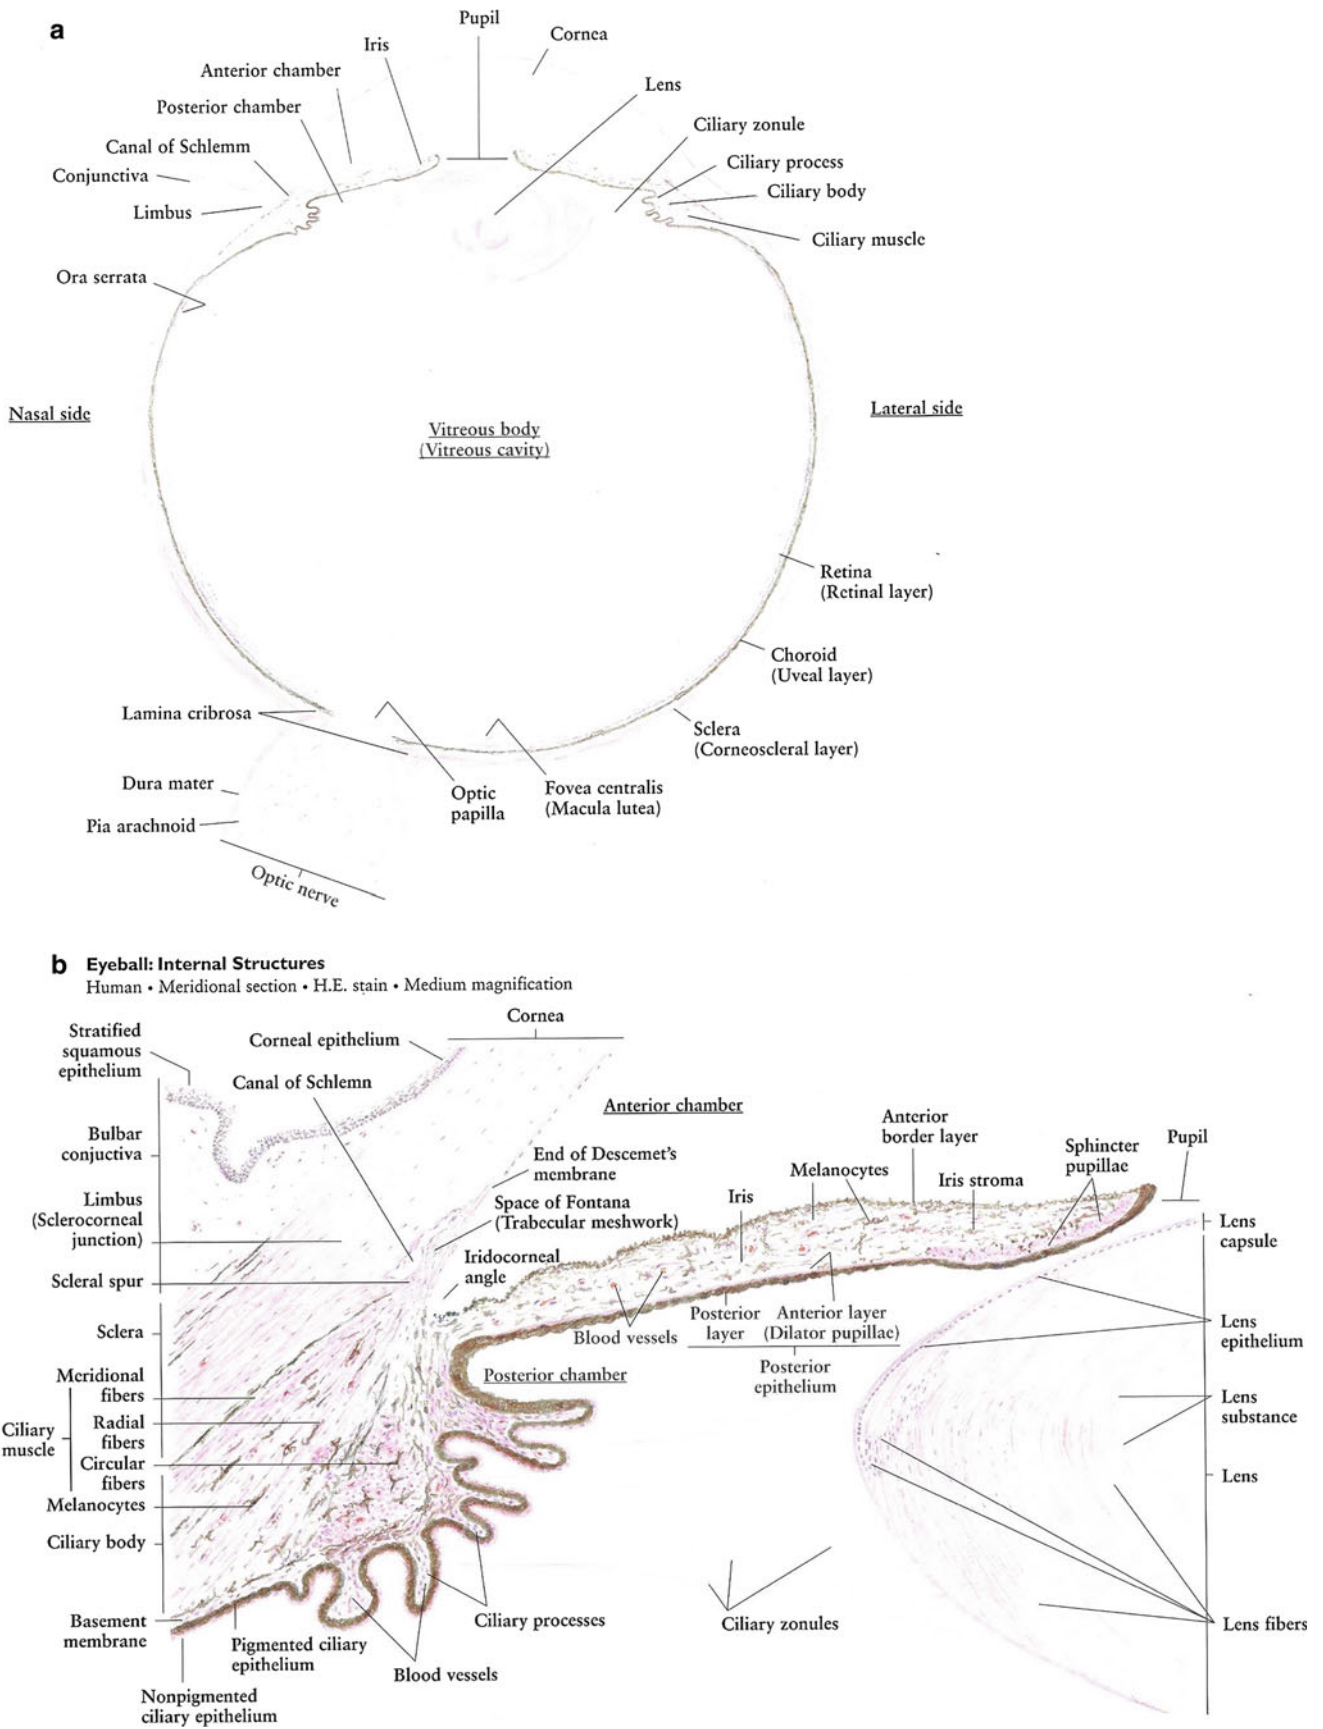 a
Pupil
Cornea
Iris
Anterior chamber
Lens
Posterior chamber
Ciliary zonule
Canal of Schlemm
Ciliary process
Conjunctiva
Ciliary body
Limbus
Ciliary muscle
Ora serrata
Nasal side
Lateral side
Vitreous body
(Vitreous cavity)
Retina
(Retinal layer)
Choroid
(Uveal layer)
Lamina cribrosa
Sclera
(Corneoscleral layer)
Dura mater
Optic
papilla
Fovea centralis
(Macula lutea)
Pia arachnoid
Optic nerve
b Eyeball: Internal Structures
Human • Meridional section • H.E. stain • Medium magnification
Stratified
squamous
epithelium
Corneal epithelium
Cornea
Canal of Schlemn
Anterior chamber
Bulbar
conjuctiva
End of Descemet's
membrane
Anterior
border layer
Sphincter
pupillae
Pupil
Melanocytes
Iris stroma
Iris
Limbus
(Sclerocorneal
junction)
Space of Fontana
(Trabecular meshwork)
Lens
capsule
Iridocorneal
angle
Scleral spur
Sclera
Blood vessels
Posterior
layer
Anterior layer
(Dilator pupillae)
Posterior
epithelium
Lens
epithelium
Posterior chamber
Meridional
fibers
Ciliary
muscle
Radial
fibers
Circular
fibers
Lens
substance
Lens
Melanocytes
Ciliary body
Basement
membrane
Pigmented ciliary
epithelium
Ciliary processes
Ciliary zonules
Lens fibers
Blood vessels
Nonpigmented
ciliary epithelium